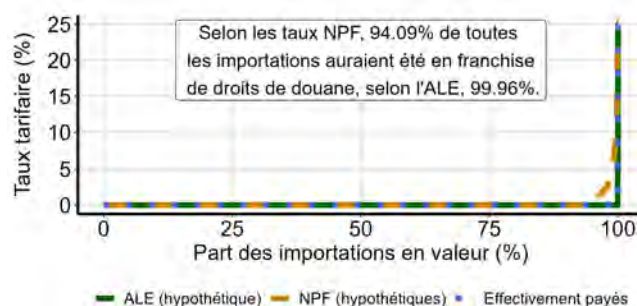 Selon les taux NPF, 94.09% de toutes
les importations auraient été en franchise
de droits de douane, selon l'ALE, 99.96%.
Taux tarifaire (%)
25
20
15
10
5
0
0 25 50 75 100
Part des importations en valeur (%)
ALE (hypothétique) NPF (hypothétiques) Effectivement payés